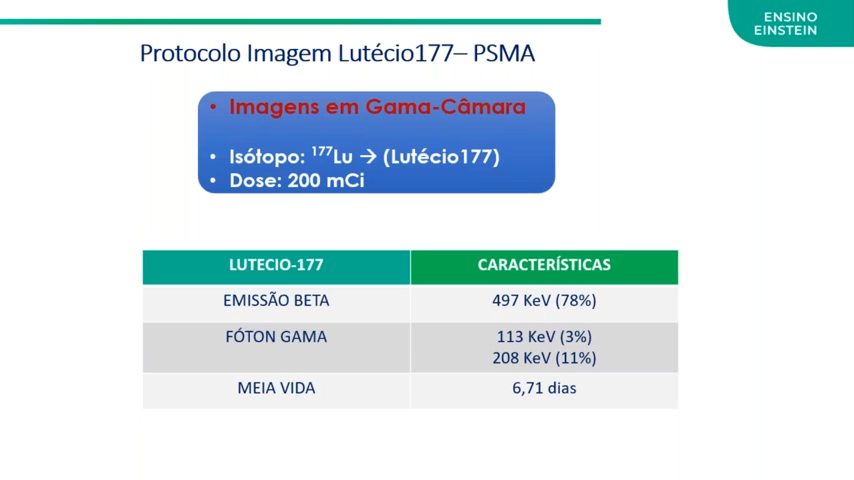 ENSINO
EINSTEIN
Protocolo Imagem Lutécio177– PSMA
• Imagens em Gama-Câmara
• Isótopo: ¹⁷⁷Lu → (Lutécio177)
• Dose: 200 mCi
LUTECIO-177 CARACTERÍSTICAS
EMISSÃO BETA 497 KeV (78%)
FÓTON GAMA 113 KeV (3%)
208 KeV (11%)
MEIA VIDA 6,71 dias